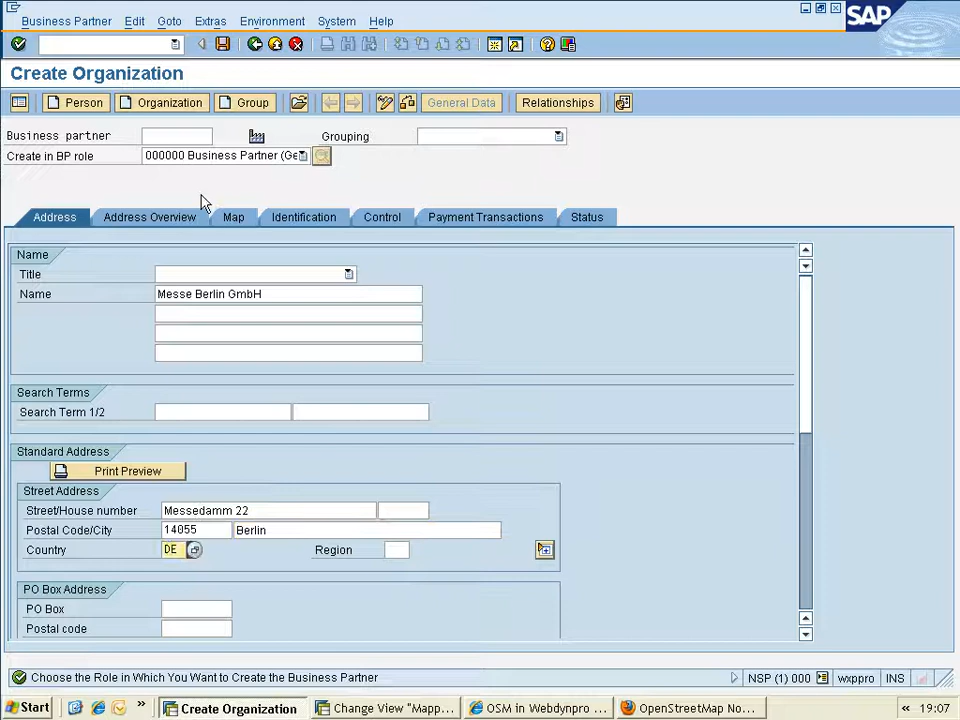 Business Partner Edit Goto Extras Environment System Help
SAP
Create Organization
Person Organization Group General Data Relationships
Business partner Grouping
Create in BP role 000000 Business Partner (Ge
Address Address Overview Map Identification Control Payment Transactions Status
Name
Title
Name Messe Berlin GmbH
Search Terms
Search Term 1/2
Standard Address
Print Preview
Street Address
Street/House number Messedamm 22
Postal Code/City 14055 Berlin
Country DE Region
PO Box Address
PO Box
Postal code
Choose the Role in Which You Want to Create the Business Partner NSP (1) 000 wxppro INS
Start » Create Organization Change View "Mapp... OSM in Webdynpro ... OpenStreetMap No... « 19:07